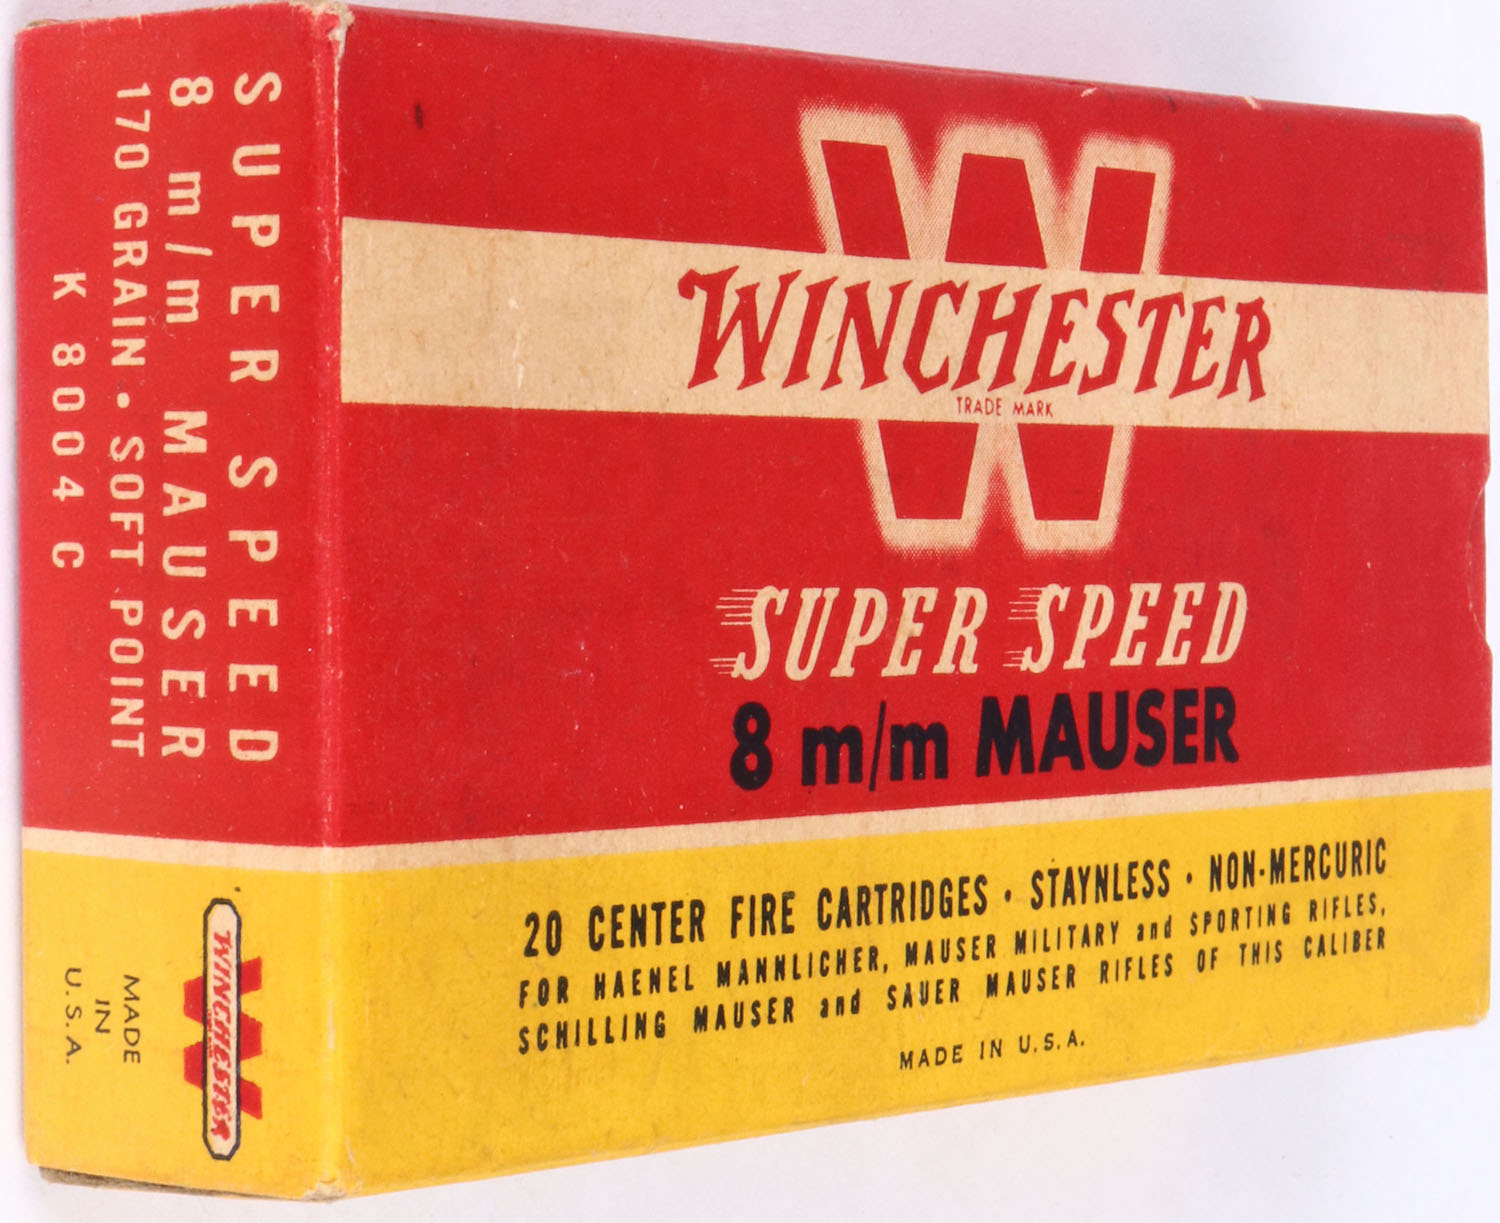 SUPER SPEED
8 m/m MAUSER
170 GRAIN • SOFT POINT
K 8004 C
WINCHESTER
MADE
IN
U.S.A.
W
WINCHESTER
TRADE MARK
SUPER SPEED
8 m/m MAUSER
20 CENTER FIRE CARTRIDGES · STAYNLESS · NON-MERCURIC
FOR HAENEL MANNLICHER, MAUSER MILITARY and SPORTING RIFLES,
SCHILLING MAUSER and SAUER MAUSER RIFLES OF THIS CALIBER
MADE IN U.S.A.